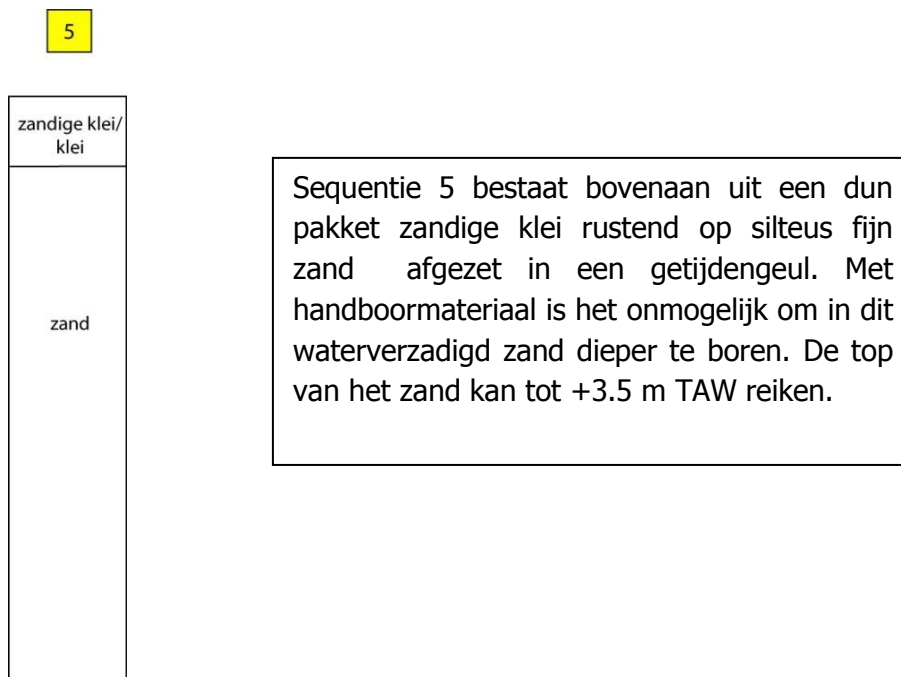 5
zandige klei/
klei
zand
Sequentie 5 bestaat bovenaan uit een dun
pakket zandige klei rustend op silteus fijn
zand afgezet in een getijdengeul. Met
handboormateriaal is het onmogelijk om in dit
waterverzadigd zand dieper te boren. De top
van het zand kan tot +3.5 m TAW reiken.